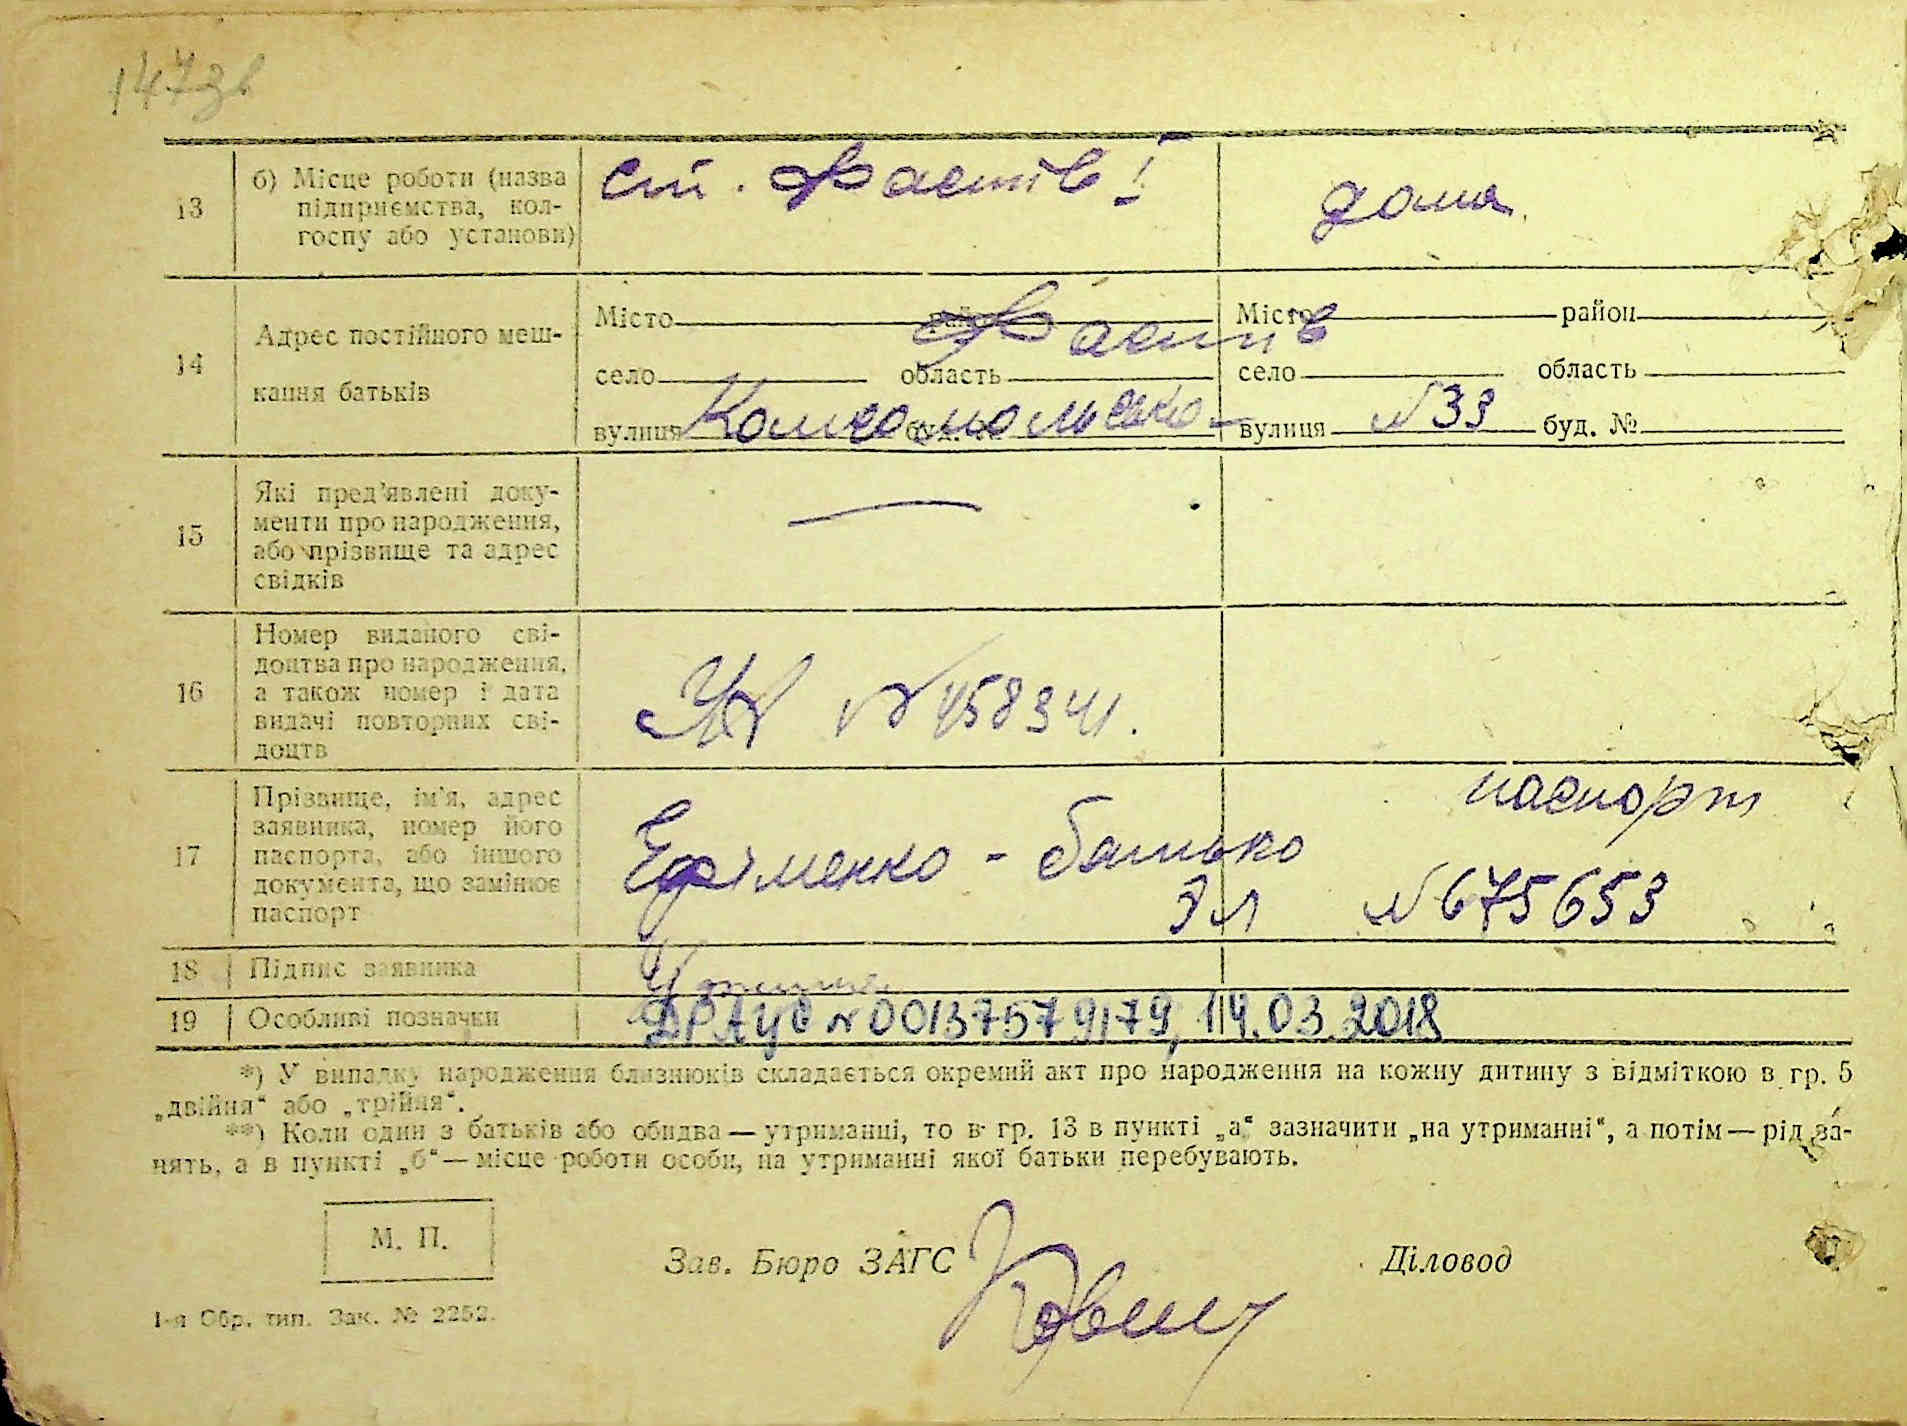 147зв
13 б) Місце роботи (назва ст. Фастів I дома
підприємства, кол-
госпу або установи)
14 Адрес постійного меш- Місто район Фастів Місто район
кання батьків село область село область
вулиця Комсомольсько- буд. № вулиця №33 буд. №
15 Які пред'явлені доку- —
менти про народження,
або прізвище та адрес
свідків
16 Номер виданого сві-
доцтва про народження, № 458341.
а також номер і дата
видачі повторних сві-
доцтв
17 Прізвище, ім'я, адрес паспорт
заявника, номер його Єфіменко - батько
паспорта, або іншого ЭЛ №675653
документа, що замінює
паспорт
18 Підпис заявника
19 Особливі позначки ДРАЦС № 00137579179, 14.03.2018
*) У випадку народження близнюків складається окремий акт про народження на кожну дитину з відміткою в гр. 5
„двійня“ або „трійня“.
**) Коли один з батьків або обидва — утриманці, то в гр. 13 в пункті „а“ зазначити „на утриманні“, а потім — рід за-
нять, а в пункті „б“ — місце роботи особи, на утриманні якої батьки перебувають.
М. П.
Зав. Бюро ЗАГС Діловод
1-я Обр. тип. Зак. № 2252.